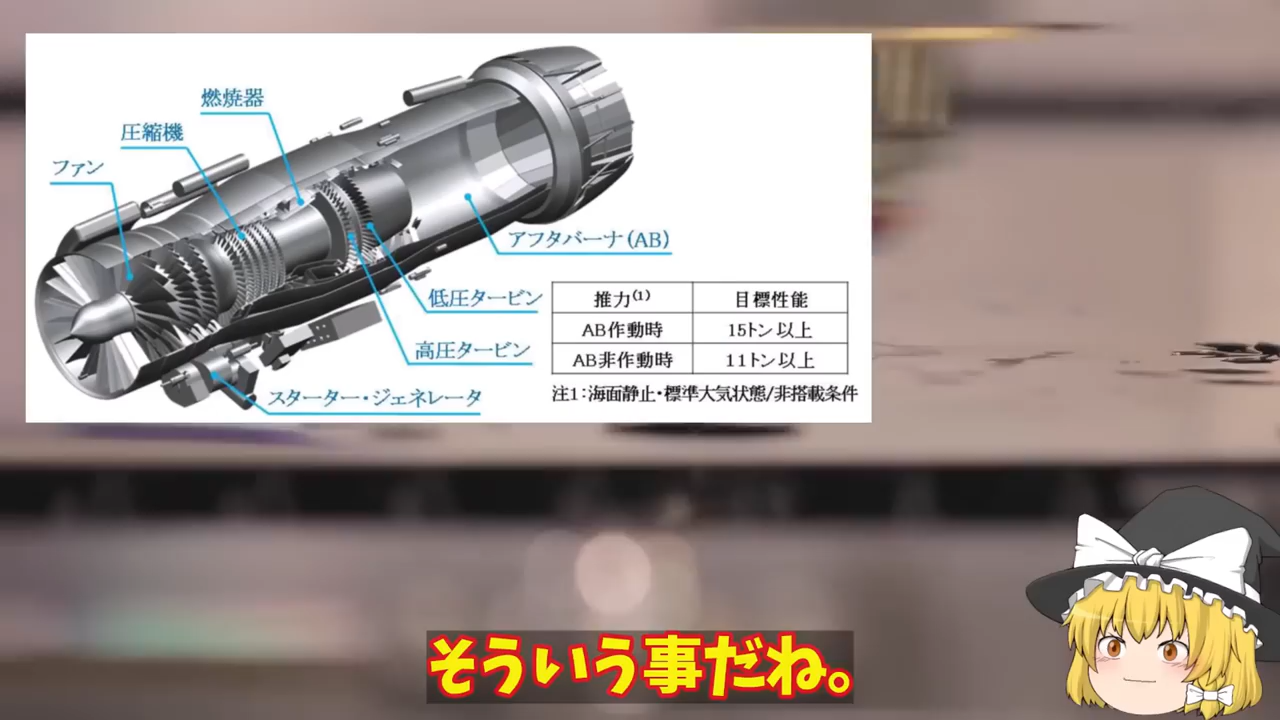 燃焼器
圧縮機
ファン
アフタバーナ(AB)
低圧タービン
高圧タービン
スターター・ジェネレータ
推力(1) 目標性能
AB作動時 15トン以上
AB非作動時 11トン以上
注1:海面静止・標準大気状態/非搭載条件
そういう事だね。